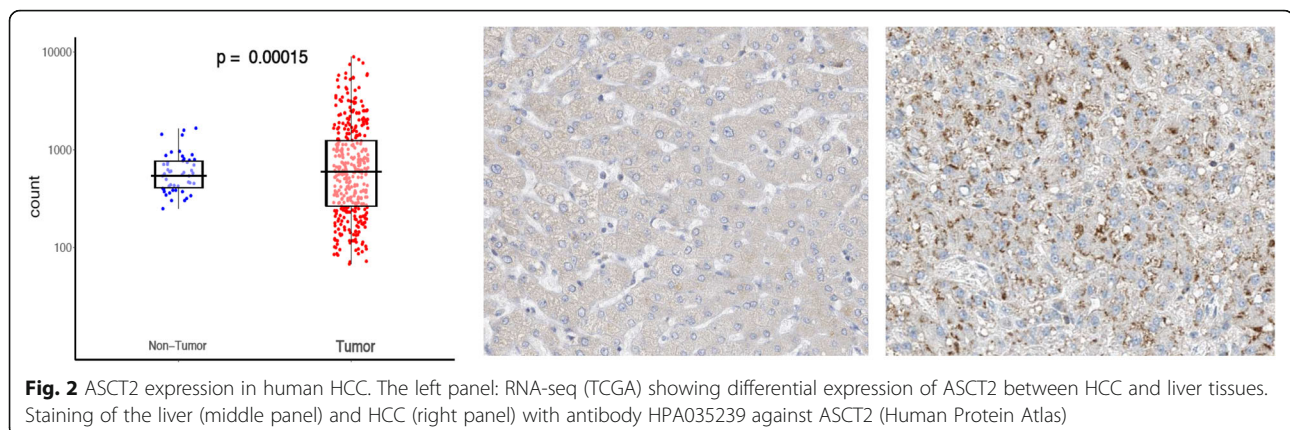 10000
p = 0.00015
1000
count
100
Non-Tumor
Tumor
Fig. 2 ASCT2 expression in human HCC. The left panel: RNA-seq (TCGA) showing differential expression of ASCT2 between HCC and liver tissues.
Staining of the liver (middle panel) and HCC (right panel) with antibody HPA035239 against ASCT2 (Human Protein Atlas)